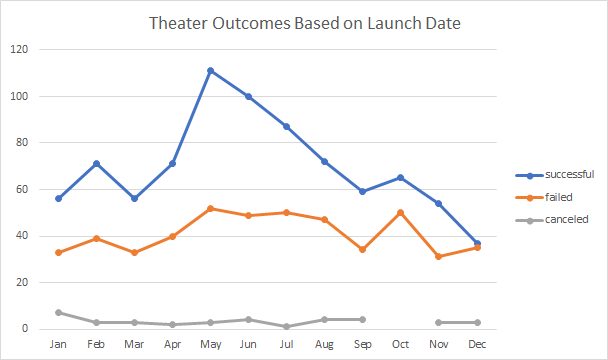 Theater Outcomes Based on Launch Date
120
100
80
60
40
20
0
Jan Feb Mar Apr May Jun Jul Aug Sep Oct Nov Dec
successful
failed
canceled